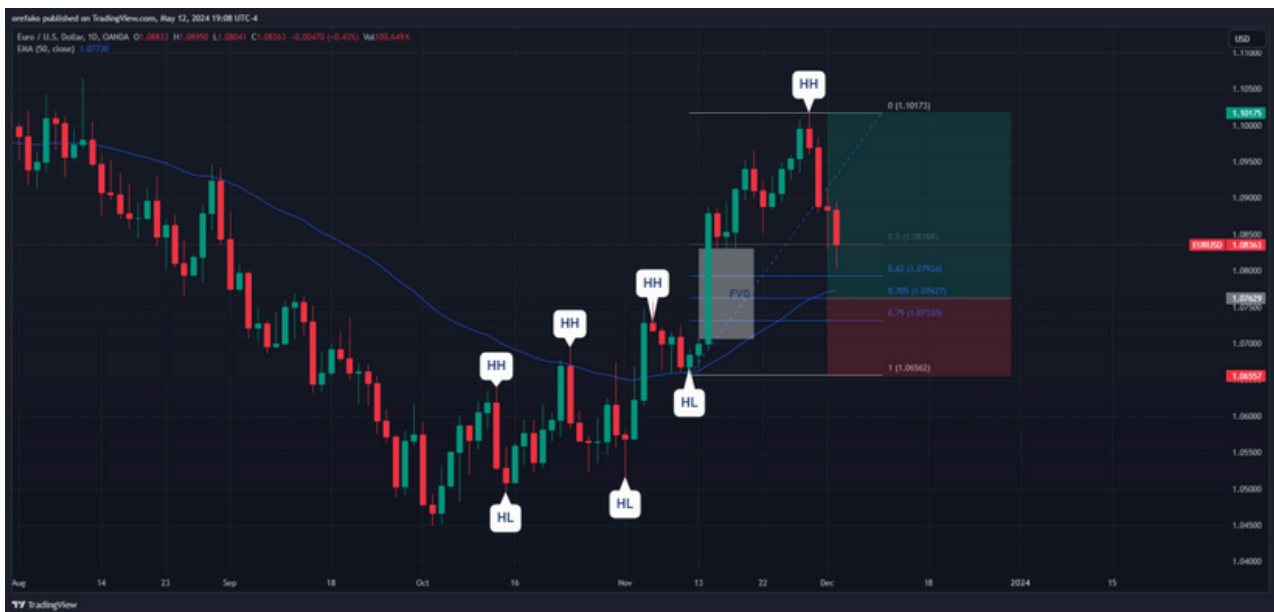 orefako published on TradingView.com, May 12, 2024 19:08 UTC-4
Euro / U.S. Dollar, 1D, OANDA O1.08833 H1.08950 L1.08041 C1.08363 -0.00470 (-0.43%) Vol100.649K
EMA (50, close) 1.07730
USD
1.11000
1.10500
1.10175
1.10000
1.09500
1.09000
1.08500
EURUSD 1.08363
1.08000
1.07629
1.07500
1.07000
1.06557
1.06000
1.05500
1.05000
1.04500
1.04000
HH
0 (1.10173)
0.5 (1.08368)
0.62 (1.07934)
0.705 (1.07627)
0.79 (1.07320)
1 (1.06562)
FVG
HH
HH
HH
HL
HL
HL
Aug 14 23 Sep 18 Oct 16 Nov 13 22 Dec 18 2024 15
TradingView